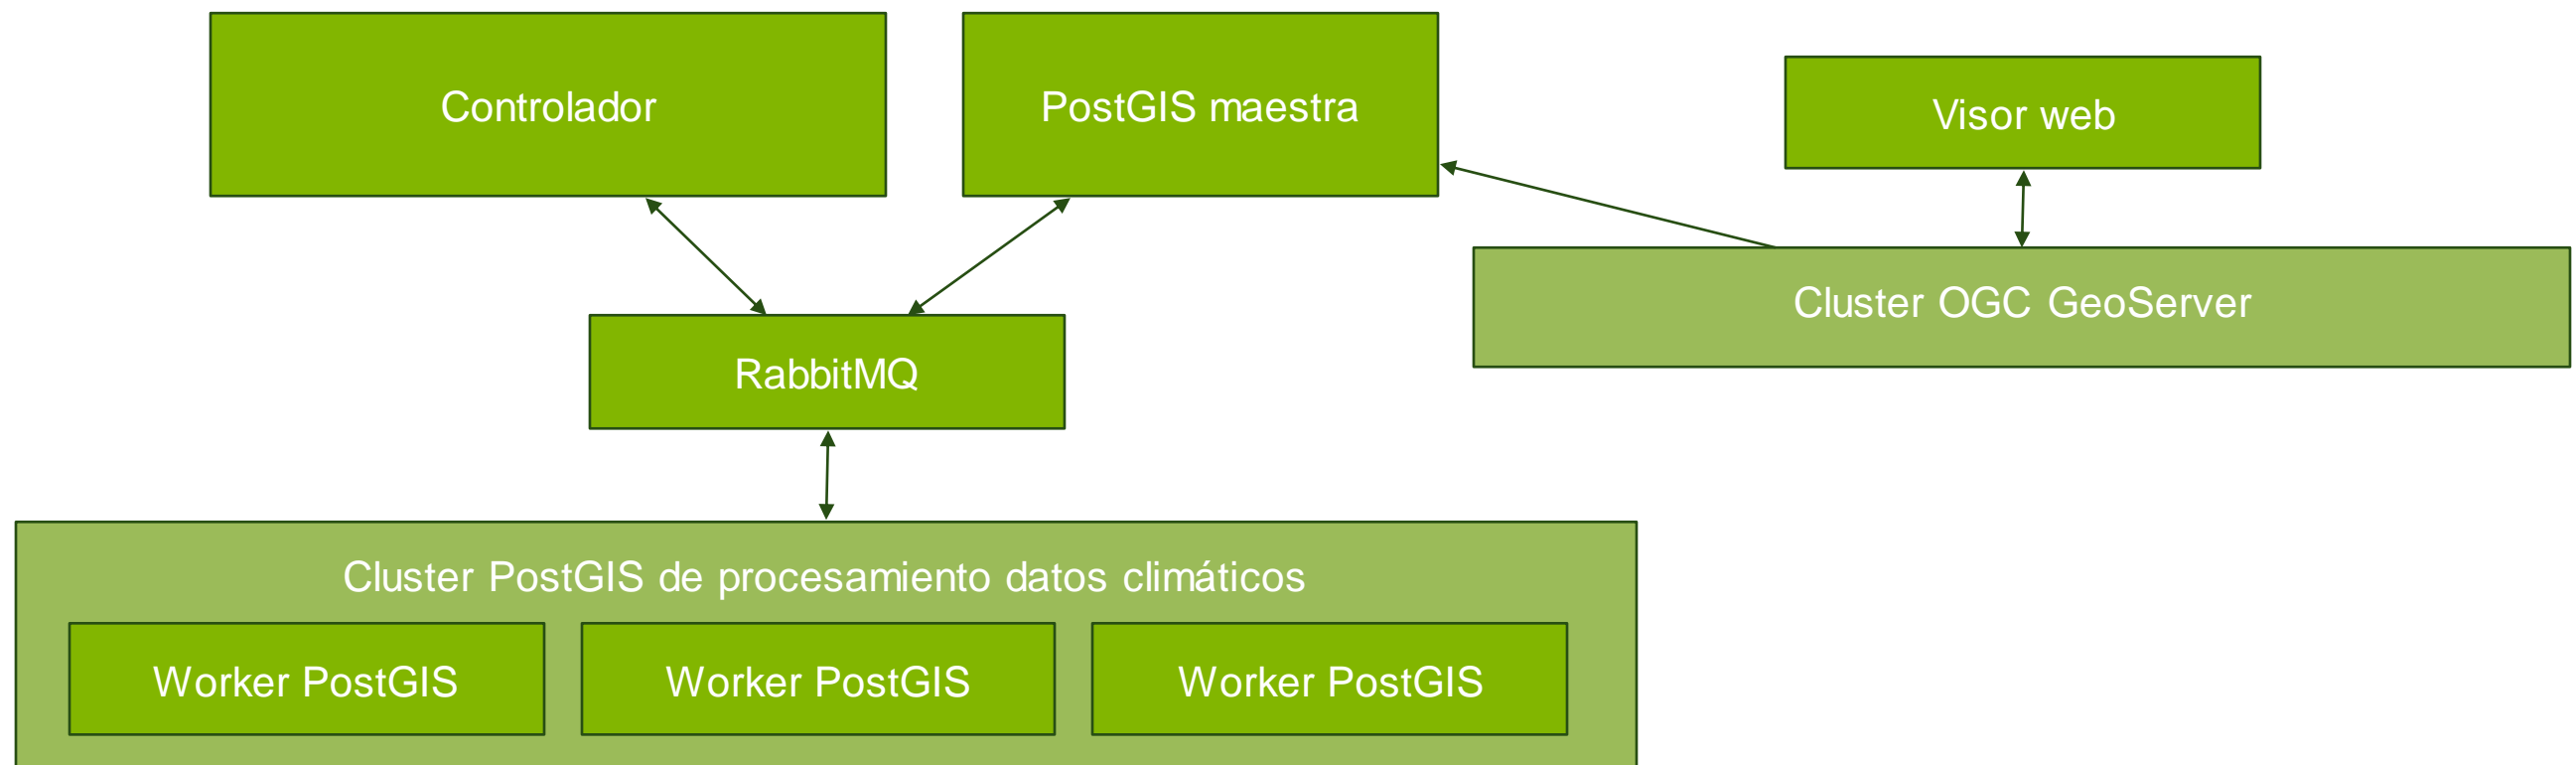 Controlador
PostGIS maestra
Visor web
Cluster OGC GeoServer
RabbitMQ
Cluster PostGIS de procesamiento datos climáticos
Worker PostGIS
Worker PostGIS
Worker PostGIS